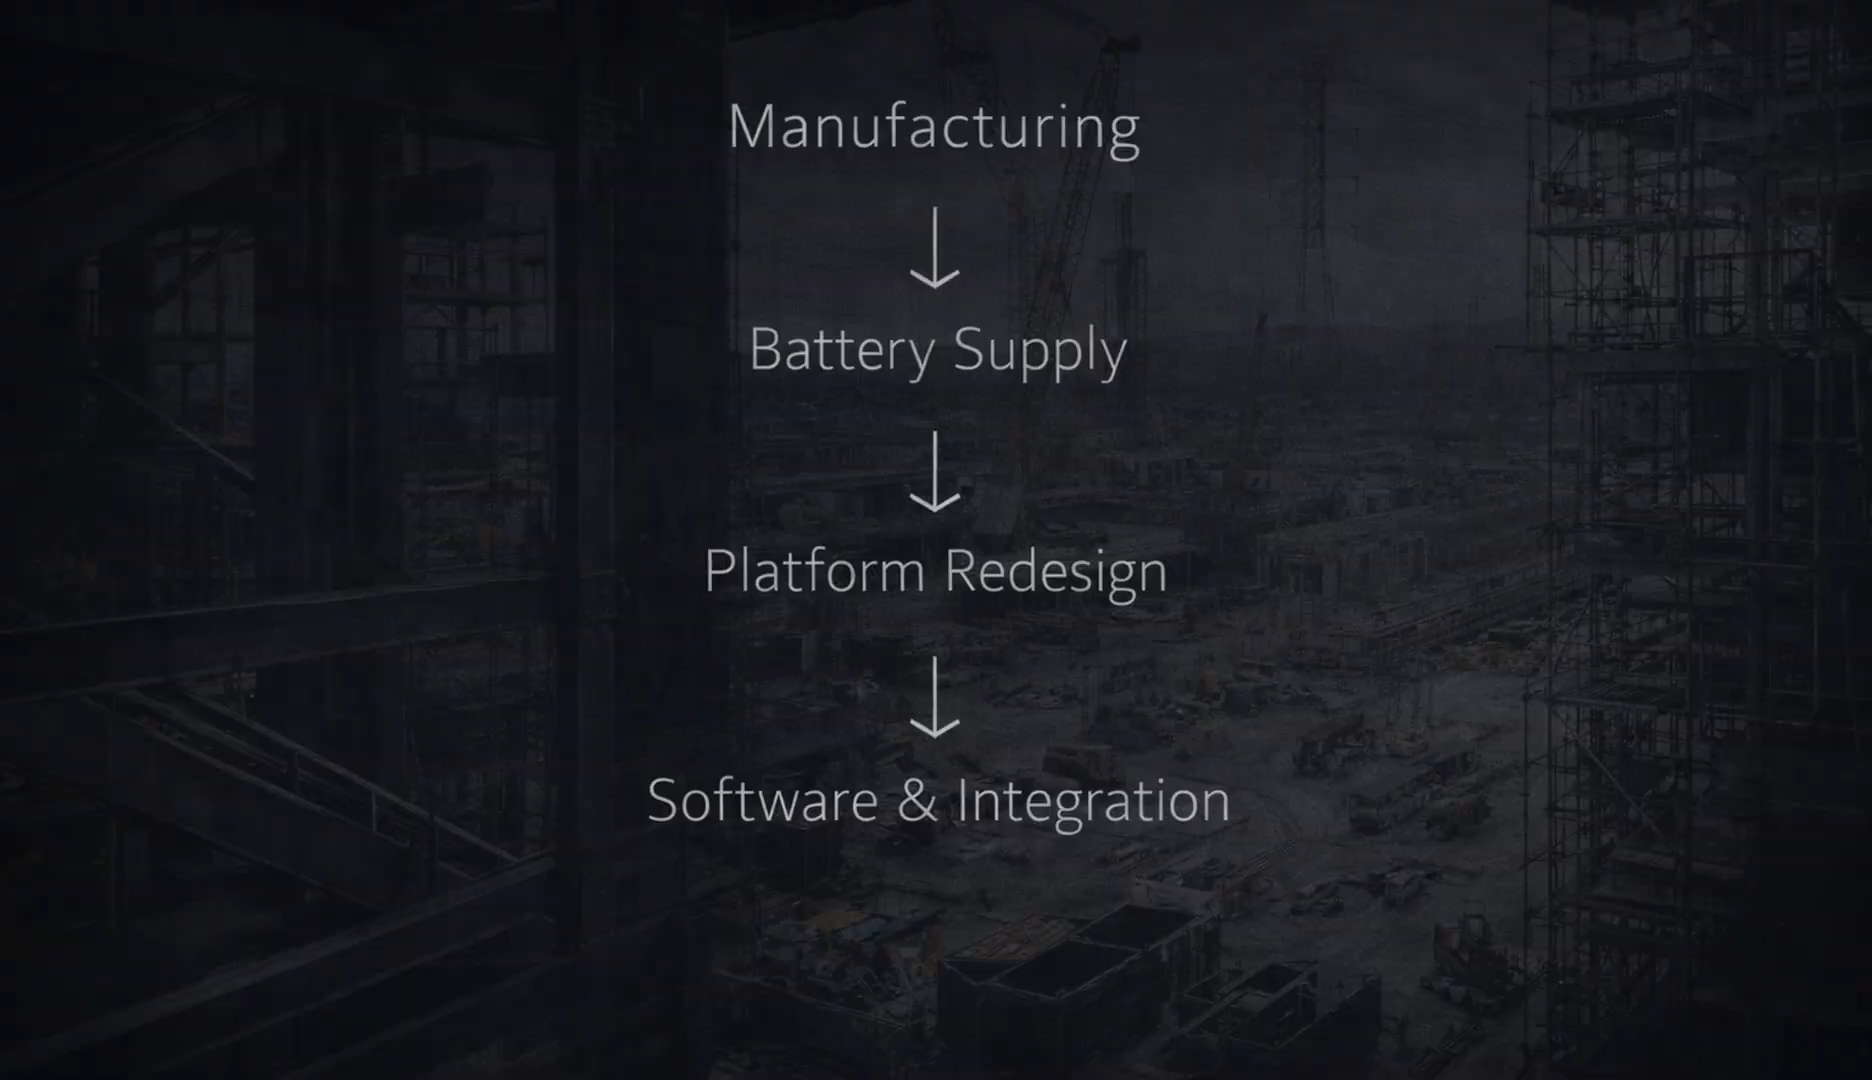 Manufacturing
Battery Supply
Platform Redesign
Software & Integration